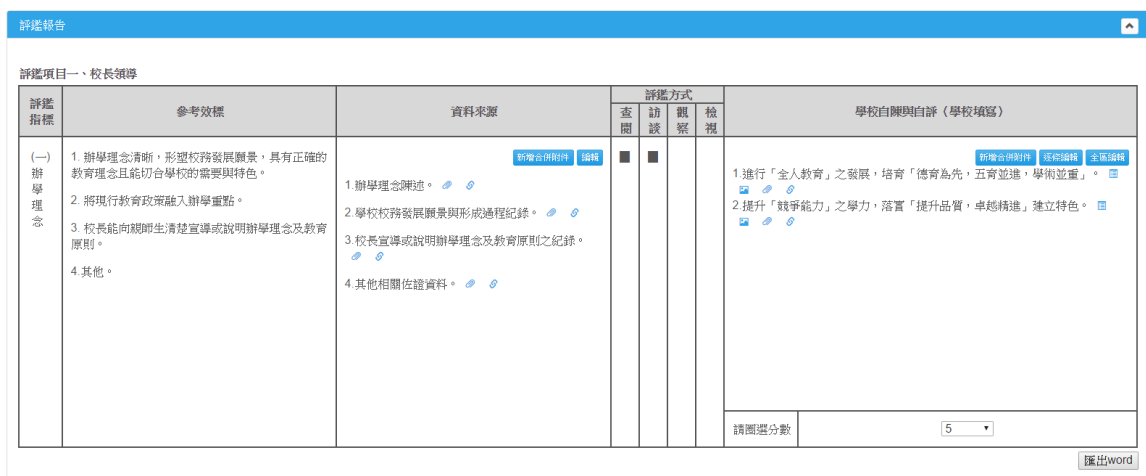 評鑑報告
評鑑項目一、校長領導
評鑑
指標
參考效標
資料來源
評鑑方式
查閱
訪談
觀察
檢視
學校自陳與自評（學校填寫）
(一)
辦
學
理
念
1. 辦學理念清晰，形塑校務發展願景，具有正確的
教育理念且能切合學校的需要與特色。
2. 將現行教育政策融入辦學重點。
3. 校長能向親師生清楚宣導或說明辦學理念及教育
原則。
4.其他。
新增合併附件 編輯
1.辦學理念陳述。
2.學校校務發展願景與形成過程紀錄。
3.校長宣導或說明辦學理念及教育原則之紀錄。
4.其他相關佐證資料。
新增合併附件 逐條編輯 全區編輯
1.進行「全人教育」之發展，培育「德育為先，五育並進，學術並重」。
2.提升「競爭能力」之學力，落實「提升品質，卓越精進」建立特色。
請圈選分數
5
匯出word